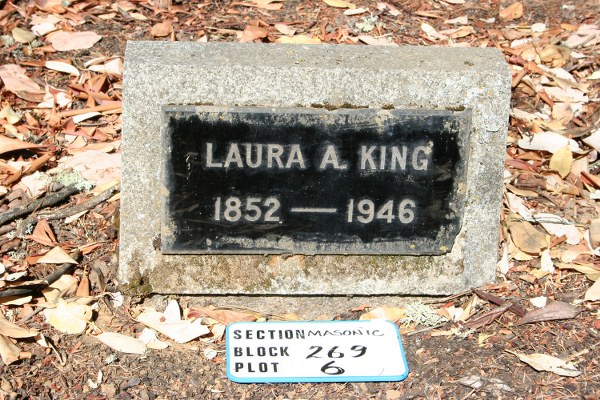 LAURA A. KING
1852 — 1946
SECTION MASONIC
BLOCK 269
PLOT 6